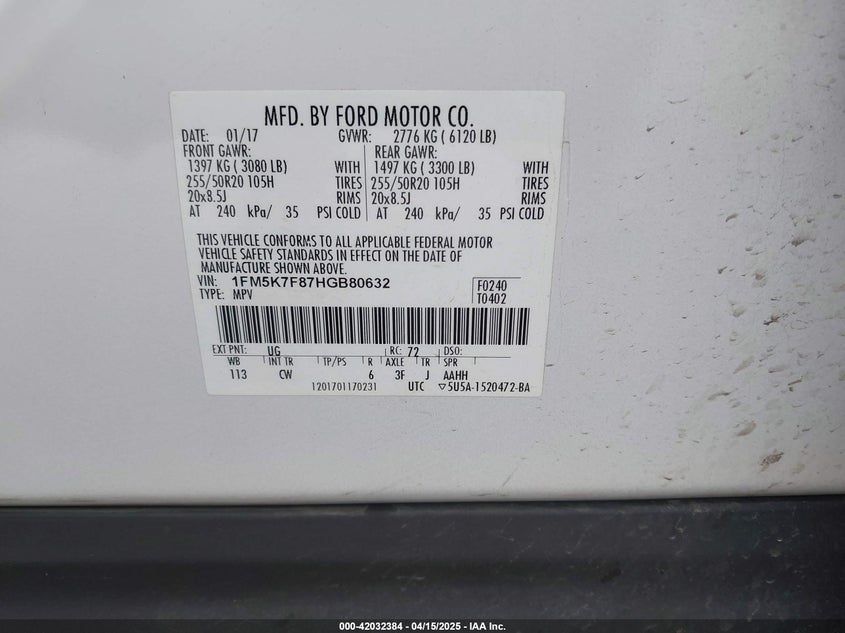 MFD. BY FORD MOTOR CO.
DATE: 01/17 GVWR: 2776 KG ( 6120 LB)
FRONT GAWR: REAR GAWR:
1397 KG ( 3080 LB) WITH 1497 KG ( 3300 LB) WITH
255/50R20 105H TIRES 255/50R20 105H TIRES
20x8.5J RIMS 20x8.5J RIMS
AT 240 kPa/ 35 PSI COLD AT 240 kPa/ 35 PSI COLD
THIS VEHICLE CONFORMS TO ALL APPLICABLE FEDERAL MOTOR
VEHICLE SAFETY STANDARDS IN EFFECT ON THE DATE OF
MANUFACTURE SHOWN ABOVE.
VIN: 1FM5K7F87HGB80632 F0240
TYPE: MPV T0402
EXT PNT: UG RC: 72 DSO:
WB INT TR TP/PS R AXLE TR SPR
113 CW 6 3F J AAHH
1201701170231 UTC ▽5U5A-1520472-BA
000-42032384 - 04/15/2025 - IAA Inc.